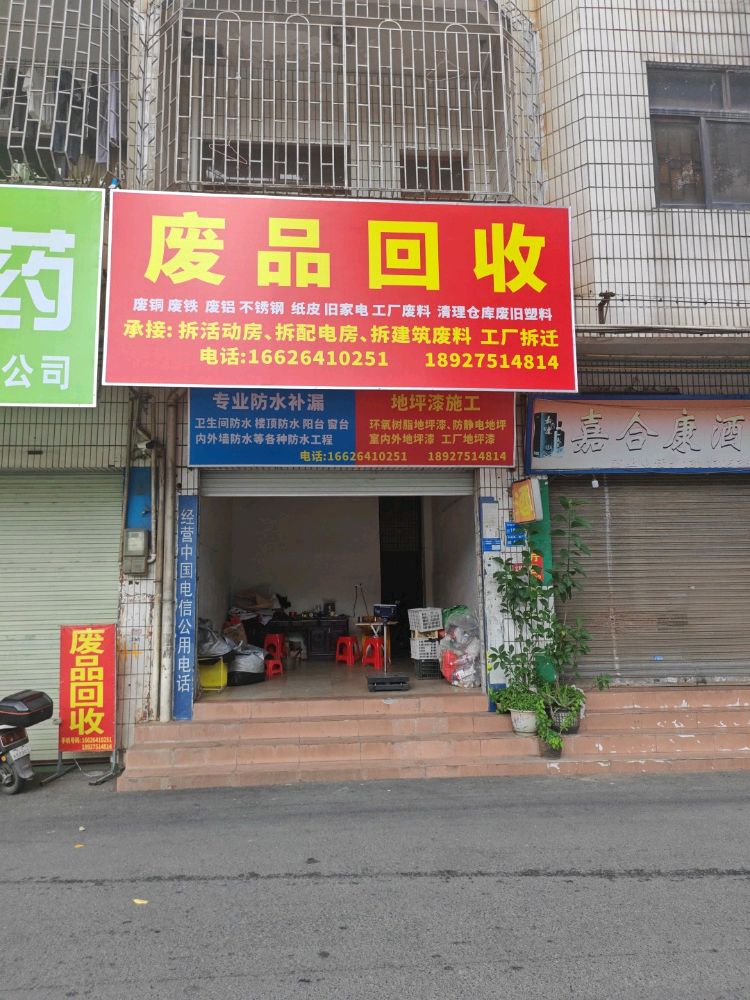 药
公司
废品回收
废铜 废铁 废铝 不锈钢 纸皮 旧家电 工厂废料 清理仓库废旧塑料
承接: 拆活动房、拆配电房、拆建筑废料 工厂拆迁
电话:16626410251 18927514814
专业防水补漏
卫生间防水 楼顶防水 阳台 窗台
内外墙防水等各种防水工程
地坪漆施工
环氧树脂地坪漆、防静电地坪
室内外地坪漆 工厂地坪漆
电话:16626410251 18927514814
嘉合康酒
经营中国电信公用电话
废品回收
手机号码:16626410251
18927514814